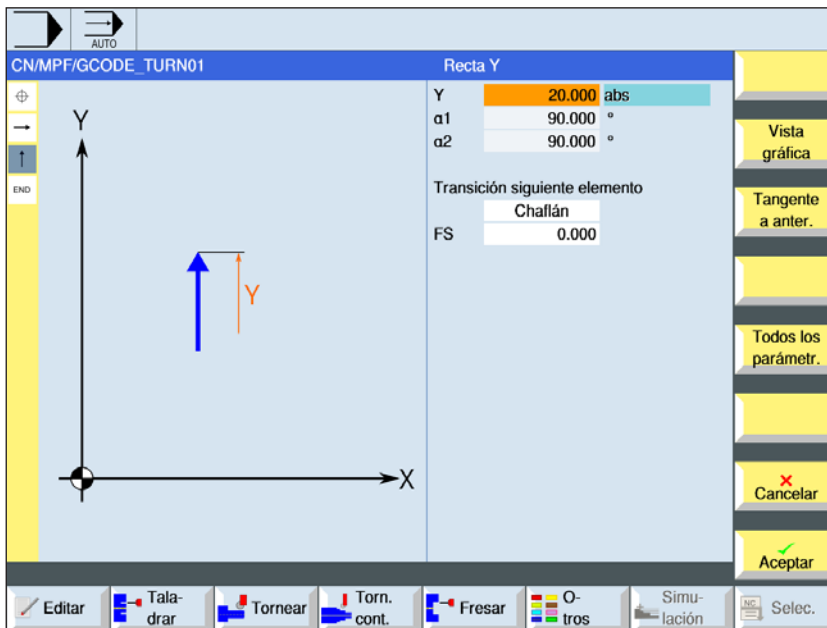 AUTO
CN/MPF/GCODE_TURN01
Recta Y
Y 20.000 abs
α1 90.000 °
α2 90.000 °
Transición siguiente elemento
Chaflán
FS 0.000
END
Y
Y
X
Vista
gráfica
Tangente
a anter.
Todos los
parámetr.
Cancelar
Aceptar
Editar
Tala-
drar
Tornear
Torn.
cont.
Fresar
O-
tros
Simu-
lación
NC
Selec.